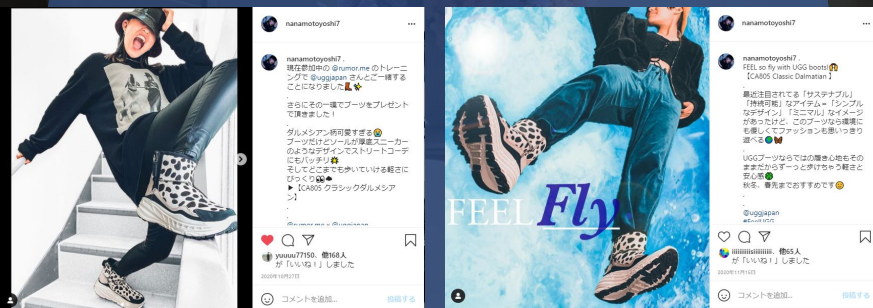 nanamotoyoshi7
nanamotoyoshi7 .
現在参加中の @rumor.me のトレーニ
ングで @uggjapan さんとご一緒する
ことになりました👢✨
.
さらにその一環でブーツをプレゼント
で頂きました！
.
ダルメシアン柄可愛すぎる😭
ブーツだけどソールが厚底スニーカー
のようなデザインでストリートコーデ
にもバッチリ🌟
そしてどこまでも歩いていける軽さに
びっくり👀☁
▶【CA805 クラシックダルメシア
ン】
.
.
@rumor.me × @uggjapan
yuuuu77150、他168人
が「いいね！」しました
2020年10月27日
コメントを追加...
投稿する
FEEL Fly
nanamotoyoshi7
nanamotoyoshi7 .
FEEL so fly with UGG boots!
【CA805 Classic Dalmatian 】
.
最近注目されてる「サステナブル」
「持続可能」なアイテム＝「シンプル
なデザイン」「ミニマル」なイメージ
があったけど、このブーツなら環境に
も優しくてファッションも思いっきり
遊べる🌏🦋
.
UGGブーツならではの履き心地もその
ままだからずーっと歩けちゃう軽さと
安心感
秋冬、春先までおすすめです
.
.
@uggjapan
#FeelUGG
他65人
が「いいね！」しました
2020年11月15日
コメントを追加...
投稿する